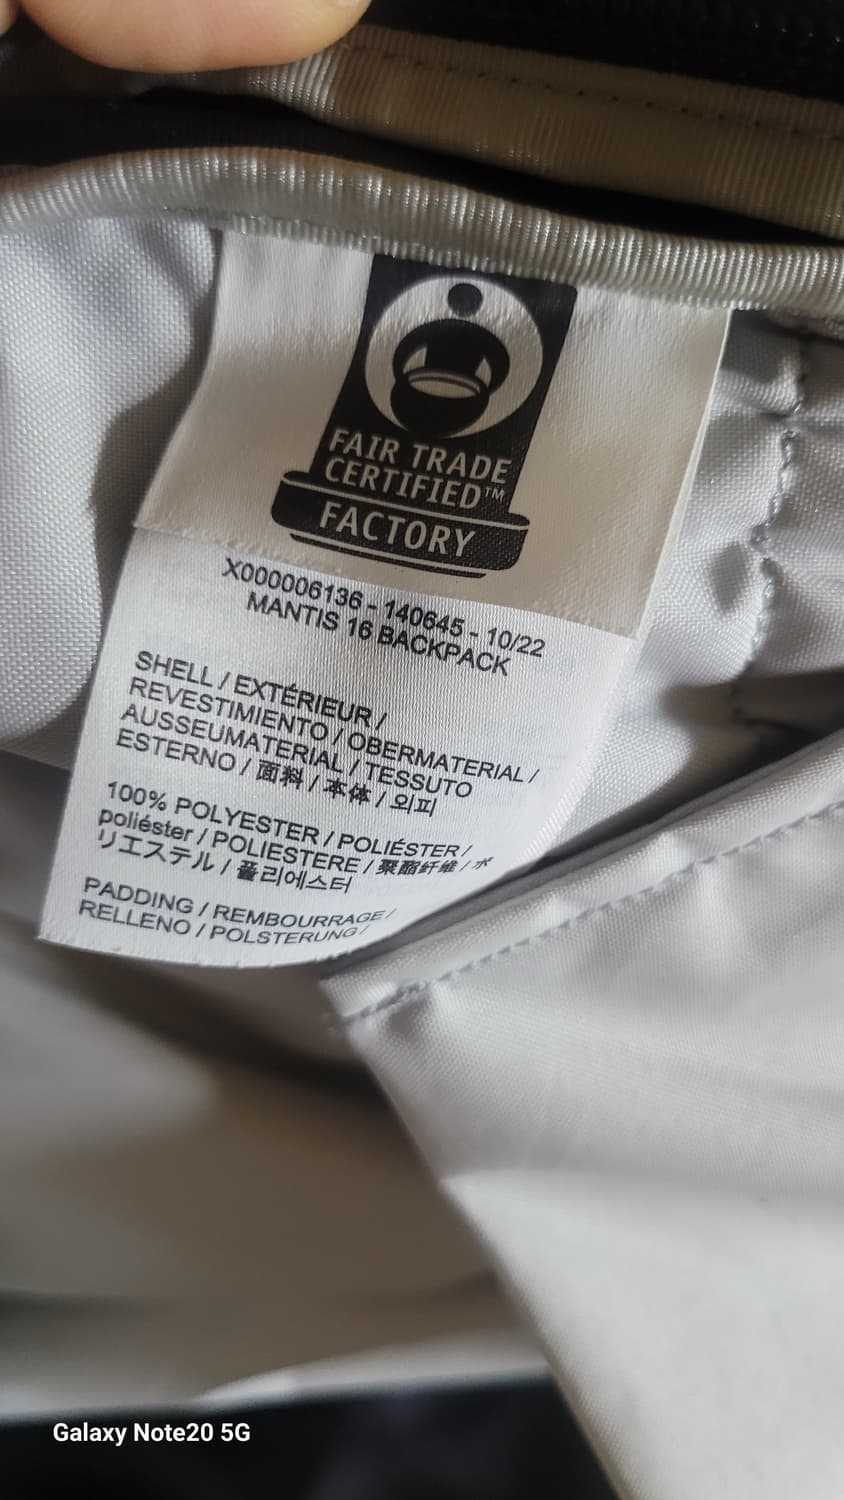 FAIR TRADE
CERTIFIED™
FACTORY
X000006136 - 140645 - 10/22
MANTIS 16 BACKPACK
SHELL / EXTÉRIEUR /
REVESTIMIENTO / OBERMATERIAL /
AUSSEUMATERIAL / TESSUTO
ESTERNO / 面料 / 本体 / 외피
100% POLYESTER / POLIÉSTER /
poliéster / POLIESTERE / 聚酯纤维 / ポ
リエステル / 폴리에스터
PADDING / REMBOURRAGE /
RELLENO / POLSTERUNG /
Galaxy Note20 5G